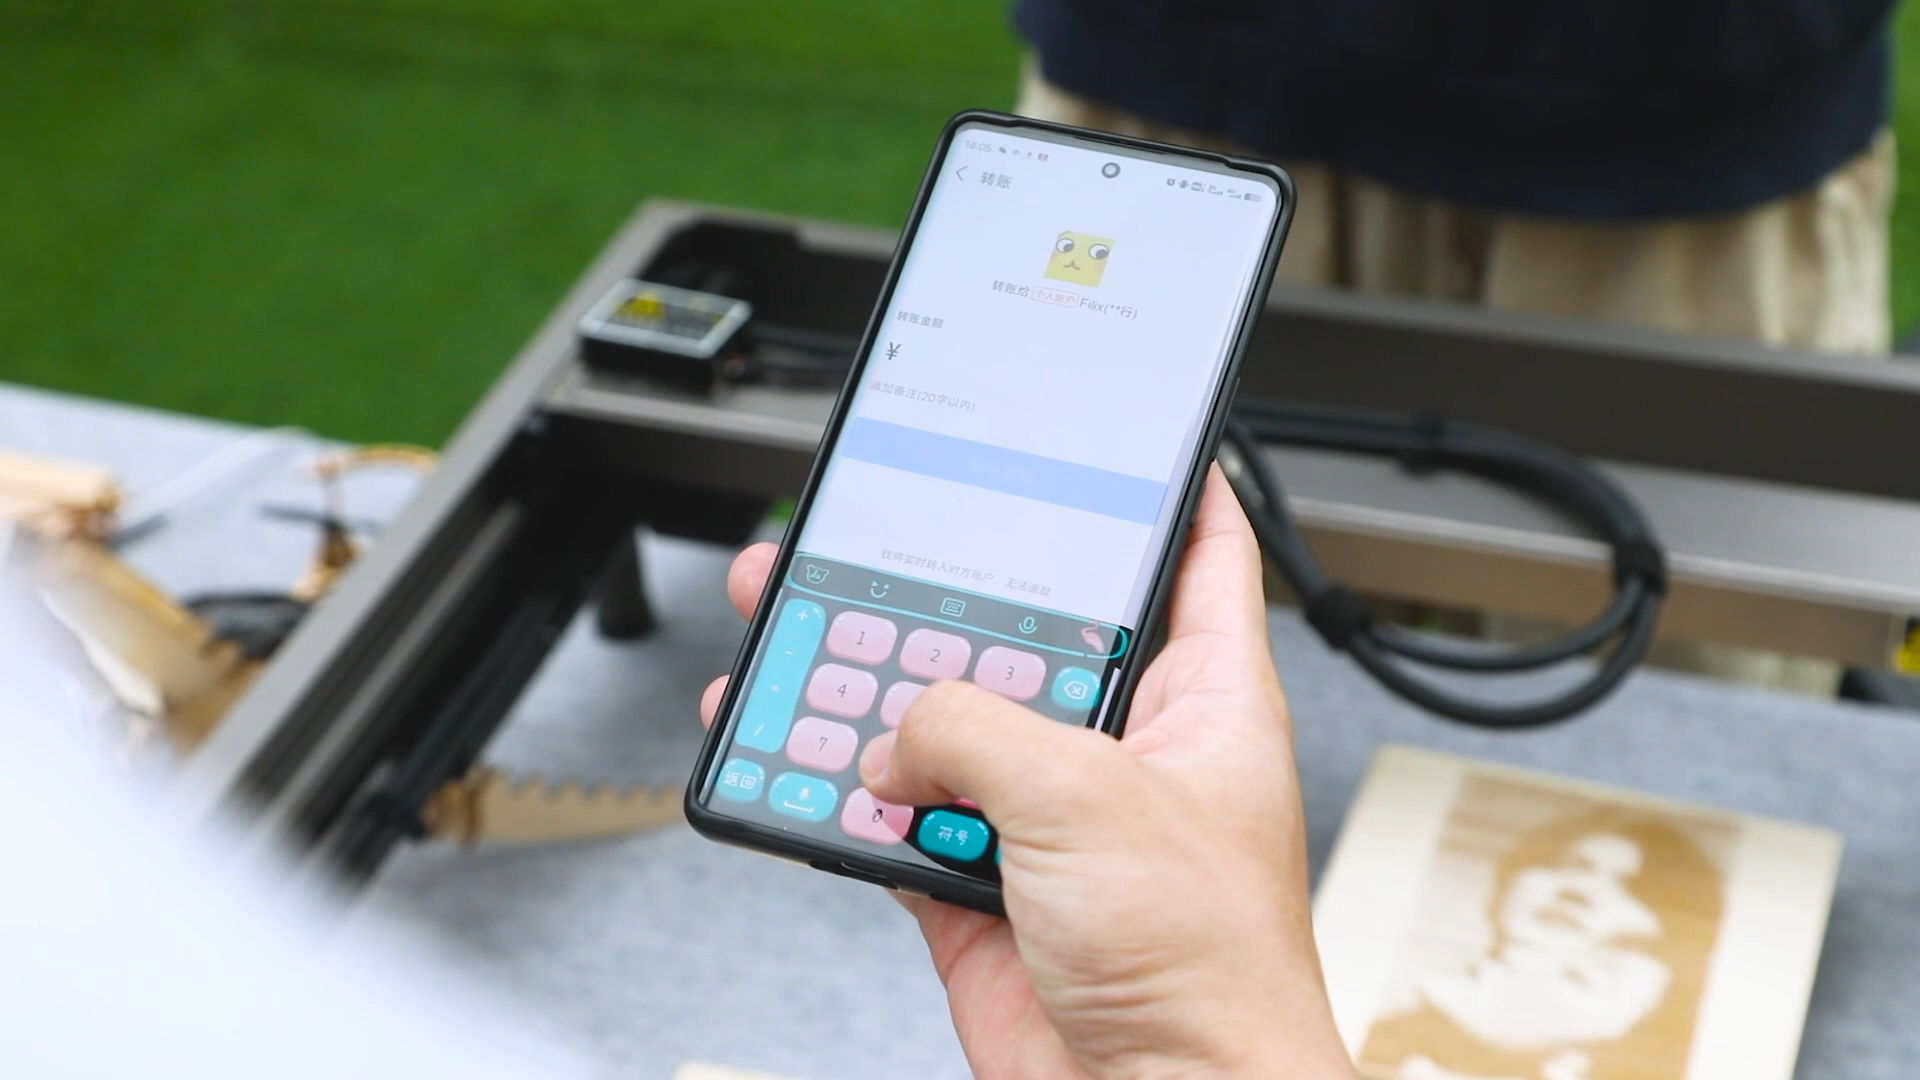 16:05
转账
转账给 个人账户 Filix(**行)
转账金额
¥
添加备注(20字以内)
钱将实时转入对方账户，无法退款
+
1 2 3
-
4
*
7
/
返回 0 符号